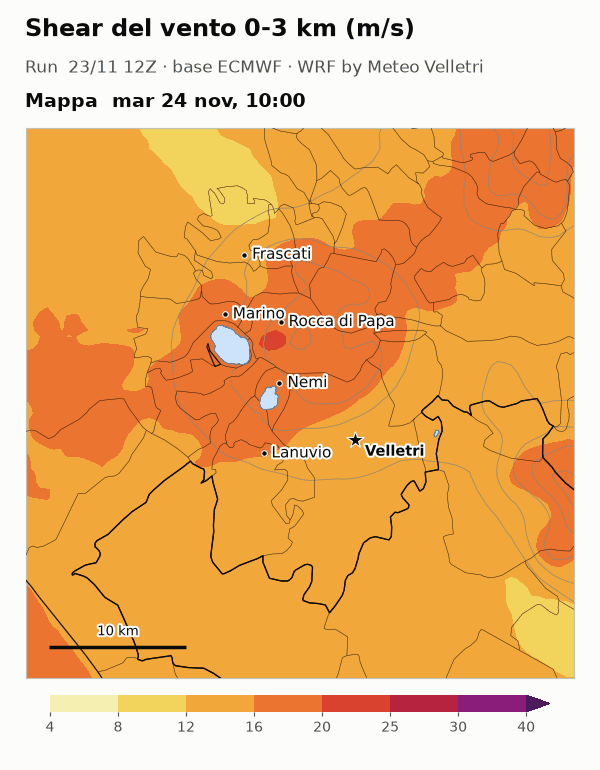 Shear del vento 0-3 km (m/s)
Run  23/11 12Z · base ECMWF · WRF by Meteo Velletri
Mappa  mar 24 nov, 10:00
Frascati
Marino
Rocca di Papa
Nemi
Velletri
Lanuvio
10 km
4 8 12 16 20 25 30 40